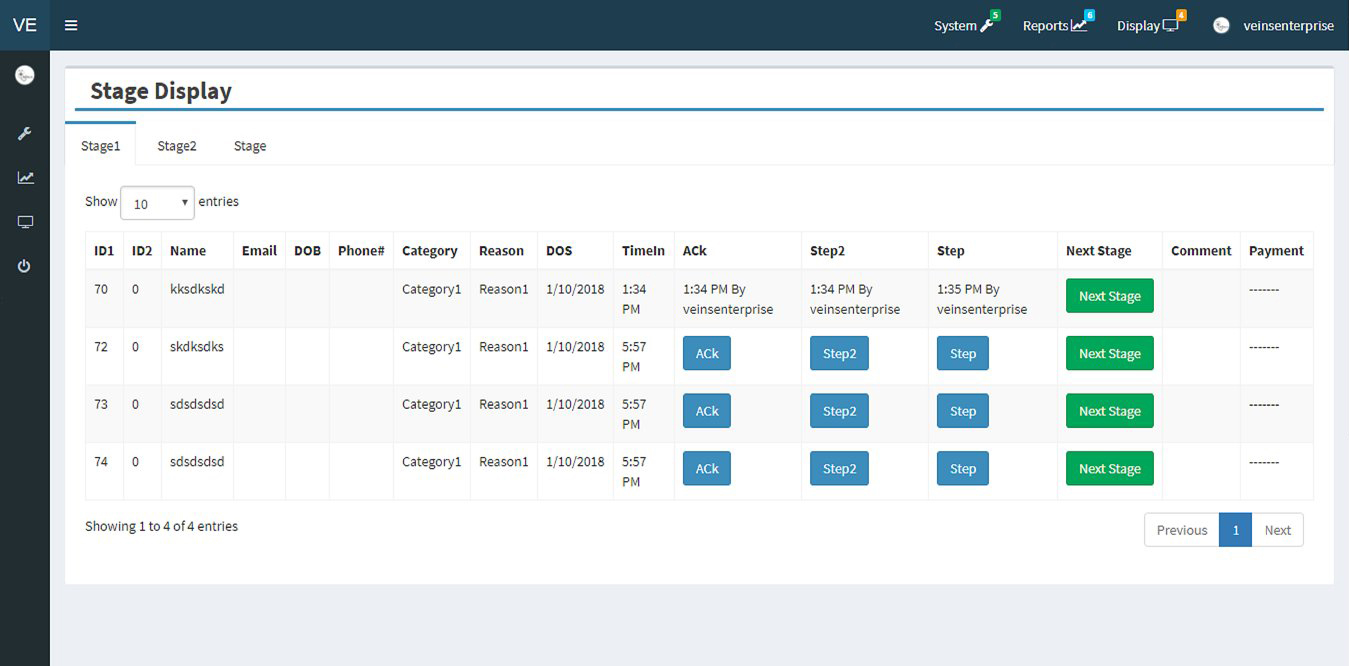 VE System 5 Reports 6 Display 4 veinsenterprise
Stage Display
Stage1 Stage2 Stage
Show 10 entries
ID1 ID2 Name Email DOB Phone# Category Reason DOS TimeIn ACk Step2 Step Next Stage Comment Payment
70 0 kksdkskd Category1 Reason1 1/10/2018 1:34 1:34 PM By 1:34 PM By 1:35 PM By Next Stage -------
PM veinsenterprise veinsenterprise veinsenterprise
72 0 skdksdks Category1 Reason1 1/10/2018 5:57 ACk Step2 Step Next Stage -------
PM
73 0 sdsdsdsd Category1 Reason1 1/10/2018 5:57 ACk Step2 Step Next Stage -------
PM
74 0 sdsdsdsd Category1 Reason1 1/10/2018 5:57 ACk Step2 Step Next Stage -------
PM
Showing 1 to 4 of 4 entries Previous 1 Next